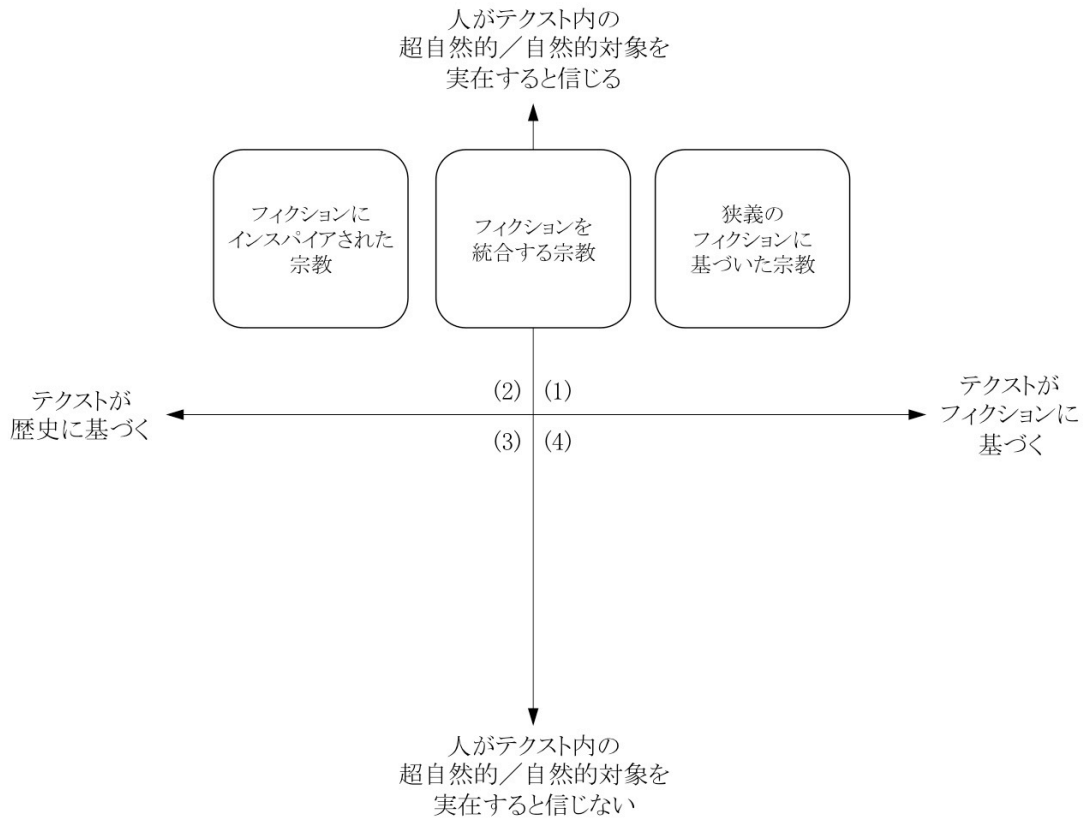 人がテクスト内の
超自然的／自然的対象を
実在すると信じる
フィクションに
インスパイアされた
宗教
フィクションを
統合する宗教
狭義の
フィクションに
基づいた宗教
テクストが
歴史に基づく
(2)
(1)
(3)
(4)
テクストが
フィクションに
基づく
人がテクスト内の
超自然的／自然的対象を
実在すると信じない